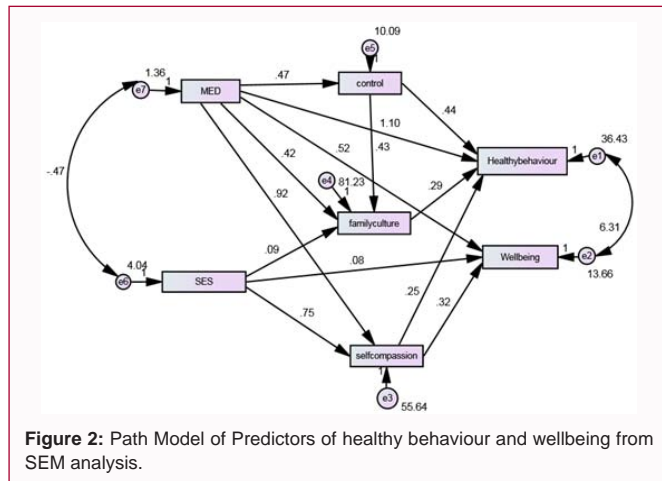 10.09
e5
1
1.36
e7
1
MED
.47
control
.44
1.10
36.43
.52
.43
1
e1
Healthybehaviour
.42
-.47
.92
e4
81.23
1
.29
familyculture
6.31
.09
4.04
e6
1
SES
.08
Wellbeing
1
e2
13.66
.25
.32
.75
selfcompassion
1
e3
55.64
Figure 2: Path Model of Predictors of healthy behaviour and wellbeing from
SEM analysis.